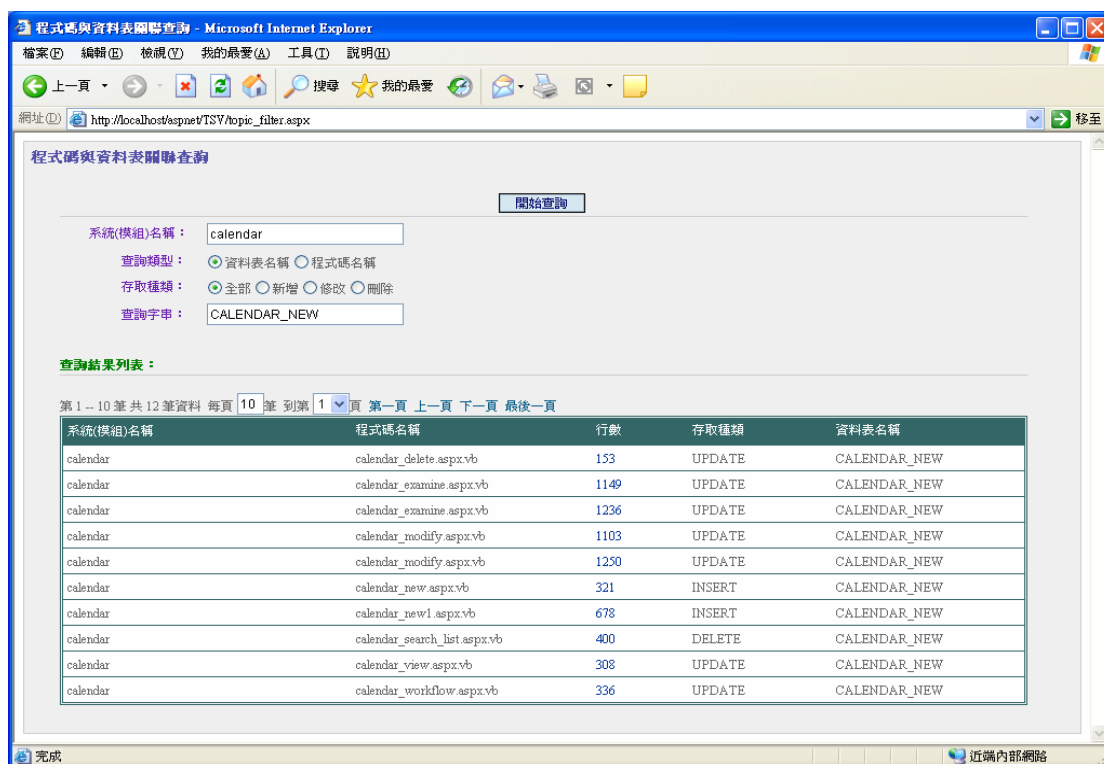 程式碼與資料表關聯查詢 - Microsoft Internet Explorer
檔案(F) 編輯(E) 檢視(V) 我的最愛(A) 工具(T) 說明(H)
上一頁 搜尋 我的最愛
網址(D) http://localhost/aspnet/TSV/topic_filter.aspx 移至
程式碼與資料表關聯查詢
開始查詢
系統(模組)名稱： calendar
查詢類型： 資料表名稱 程式碼名稱
存取種類： 全部 新增 修改 刪除
查詢字串： CALENDAR_NEW
查詢結果列表：
第 1 -- 10 筆 共 12 筆資料 每頁 10 筆 到第 1 頁 第一頁 上一頁 下一頁 最後一頁
系統(模組)名稱 程式碼名稱 行數 存取種類 資料表名稱
calendar calendar_delete.aspx.vb 153 UPDATE CALENDAR_NEW
calendar calendar_examine.aspx.vb 1149 UPDATE CALENDAR_NEW
calendar calendar_examine.aspx.vb 1236 UPDATE CALENDAR_NEW
calendar calendar_modify.aspx.vb 1103 UPDATE CALENDAR_NEW
calendar calendar_modify.aspx.vb 1250 UPDATE CALENDAR_NEW
calendar calendar_new.aspx.vb 321 INSERT CALENDAR_NEW
calendar calendar_new1.aspx.vb 678 INSERT CALENDAR_NEW
calendar calendar_search_list.aspx.vb 400 DELETE CALENDAR_NEW
calendar calendar_view.aspx.vb 308 UPDATE CALENDAR_NEW
calendar calendar_workflow.aspx.vb 336 UPDATE CALENDAR_NEW
完成 近端內部網路